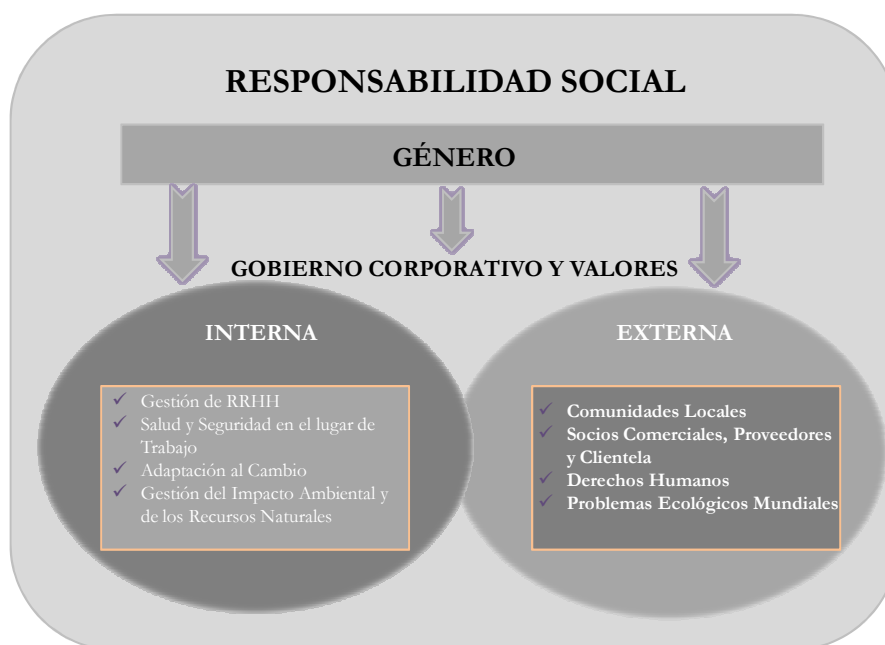 RESPONSABILIDAD SOCIAL
GÉNERO
GOBIERNO CORPORATIVO Y VALORES
INTERNA
✓ Gestión de RRHH
✓ Salud y Seguridad en el lugar de
Trabajo
✓ Adaptación al Cambio
✓ Gestión del Impacto Ambiental y
de los Recursos Naturales
EXTERNA
✓ Comunidades Locales
✓ Socios Comerciales, Proveedores
y Clientela
✓ Derechos Humanos
✓ Problemas Ecológicos Mundiales